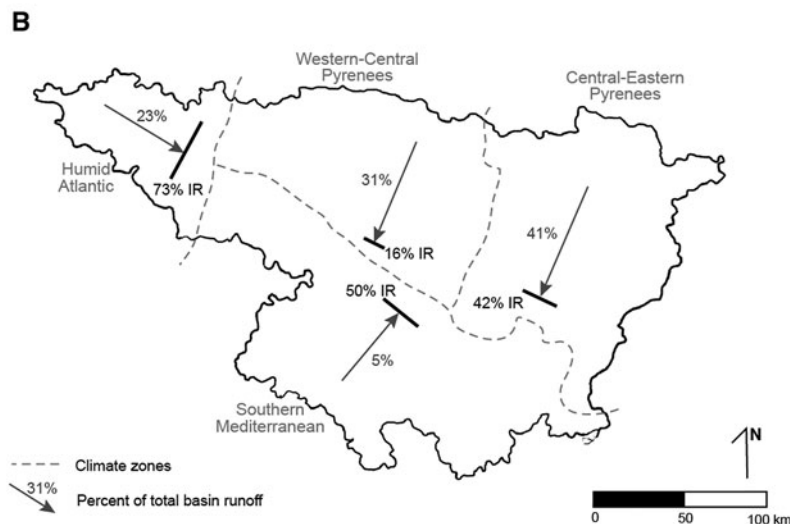 B
Western-Central
Pyrenees
Central-Eastern
Pyrenees
23%
Humid
Atlantic
73% IR
31%
16% IR
41%
42% IR
50% IR
5%
Southern
Mediterranean
N
Climate zones
31%
Percent of total basin runoff
0
50
100 km